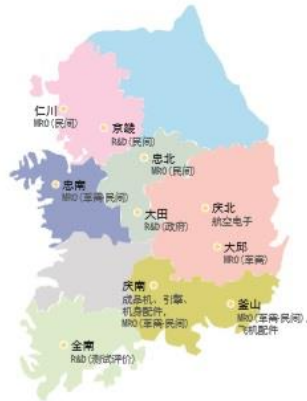 仁川
MRO(民间)
京畿
R&D(民间)
忠北
MRO(民间)
忠南
MRO(军需·民间)
大田
R&D(政府)
庆北
航空电子
大邱
MRO(军需)
庆南
成品机、引擎、
机身配件,
MRO(军需·民间)
釜山
MRO(军需·民间),
飞机配件
全南
R&D(测试评价)